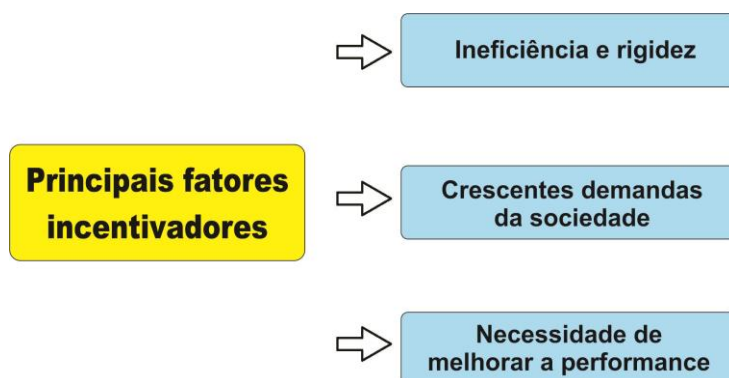 Ineficiência e rigidez
Principais fatores
incentivadores
Crescentes demandas
da sociedade
Necessidade de
melhorar a performance